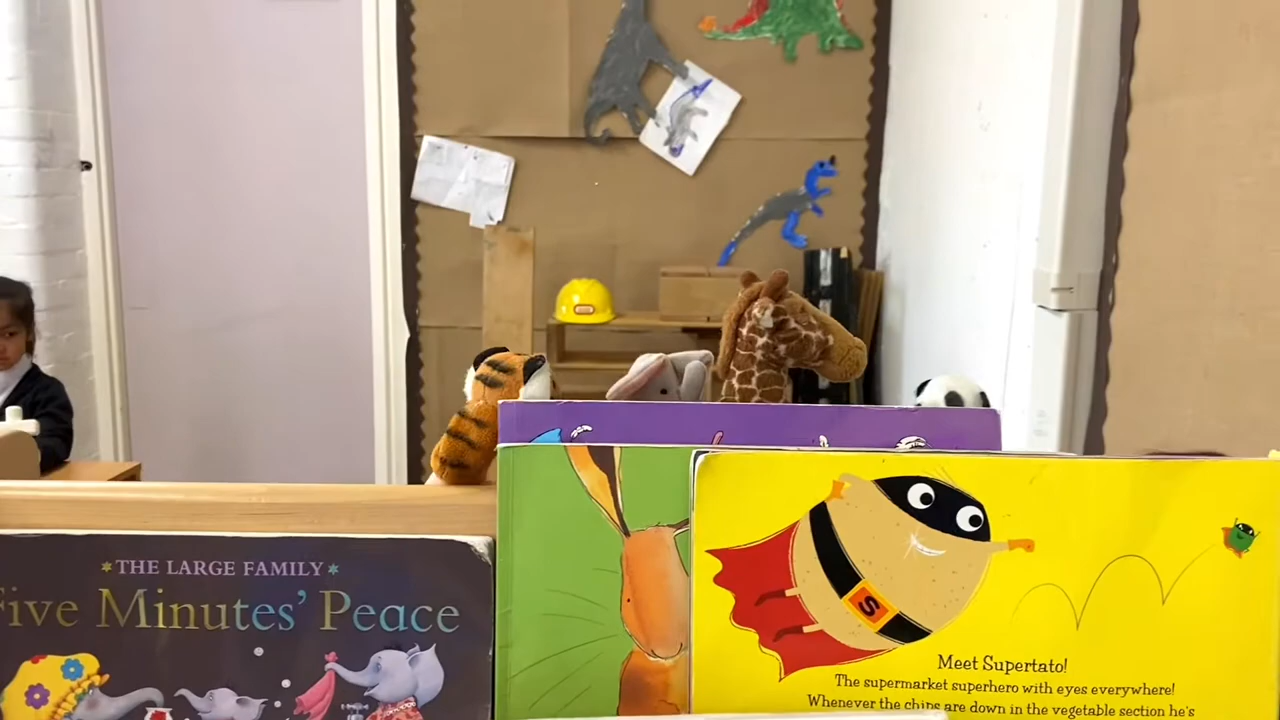 THE LARGE FAMILY
Five Minutes' Peace
S
Meet Supertato!
The supermarket superhero with eyes everywhere!
Whenever the chips are down in the vegetable section he's